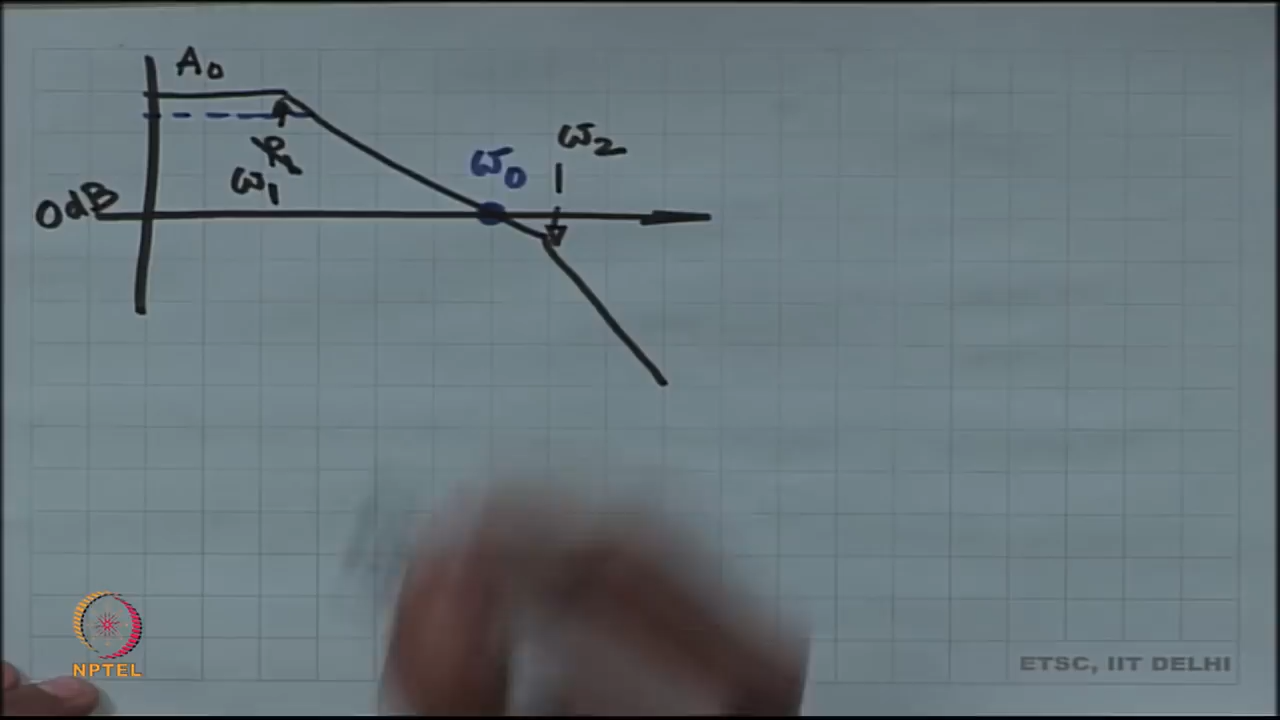 A0
ω1
0dB
ω0
ω2
NPTEL
ETSC, IIT DELHI